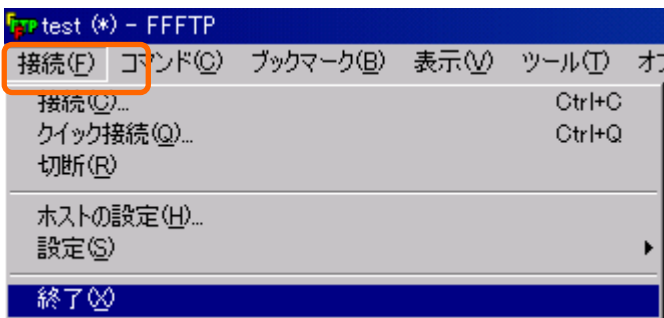 test (*) - FFFTP
接続(F) コマンド(C) ブックマーク(B) 表示(V) ツール(T) オ
接続(C)... Ctrl+C
クイック接続(Q)... Ctrl+Q
切断(R)
ホストの設定(H)...
設定(S)
終了(X)